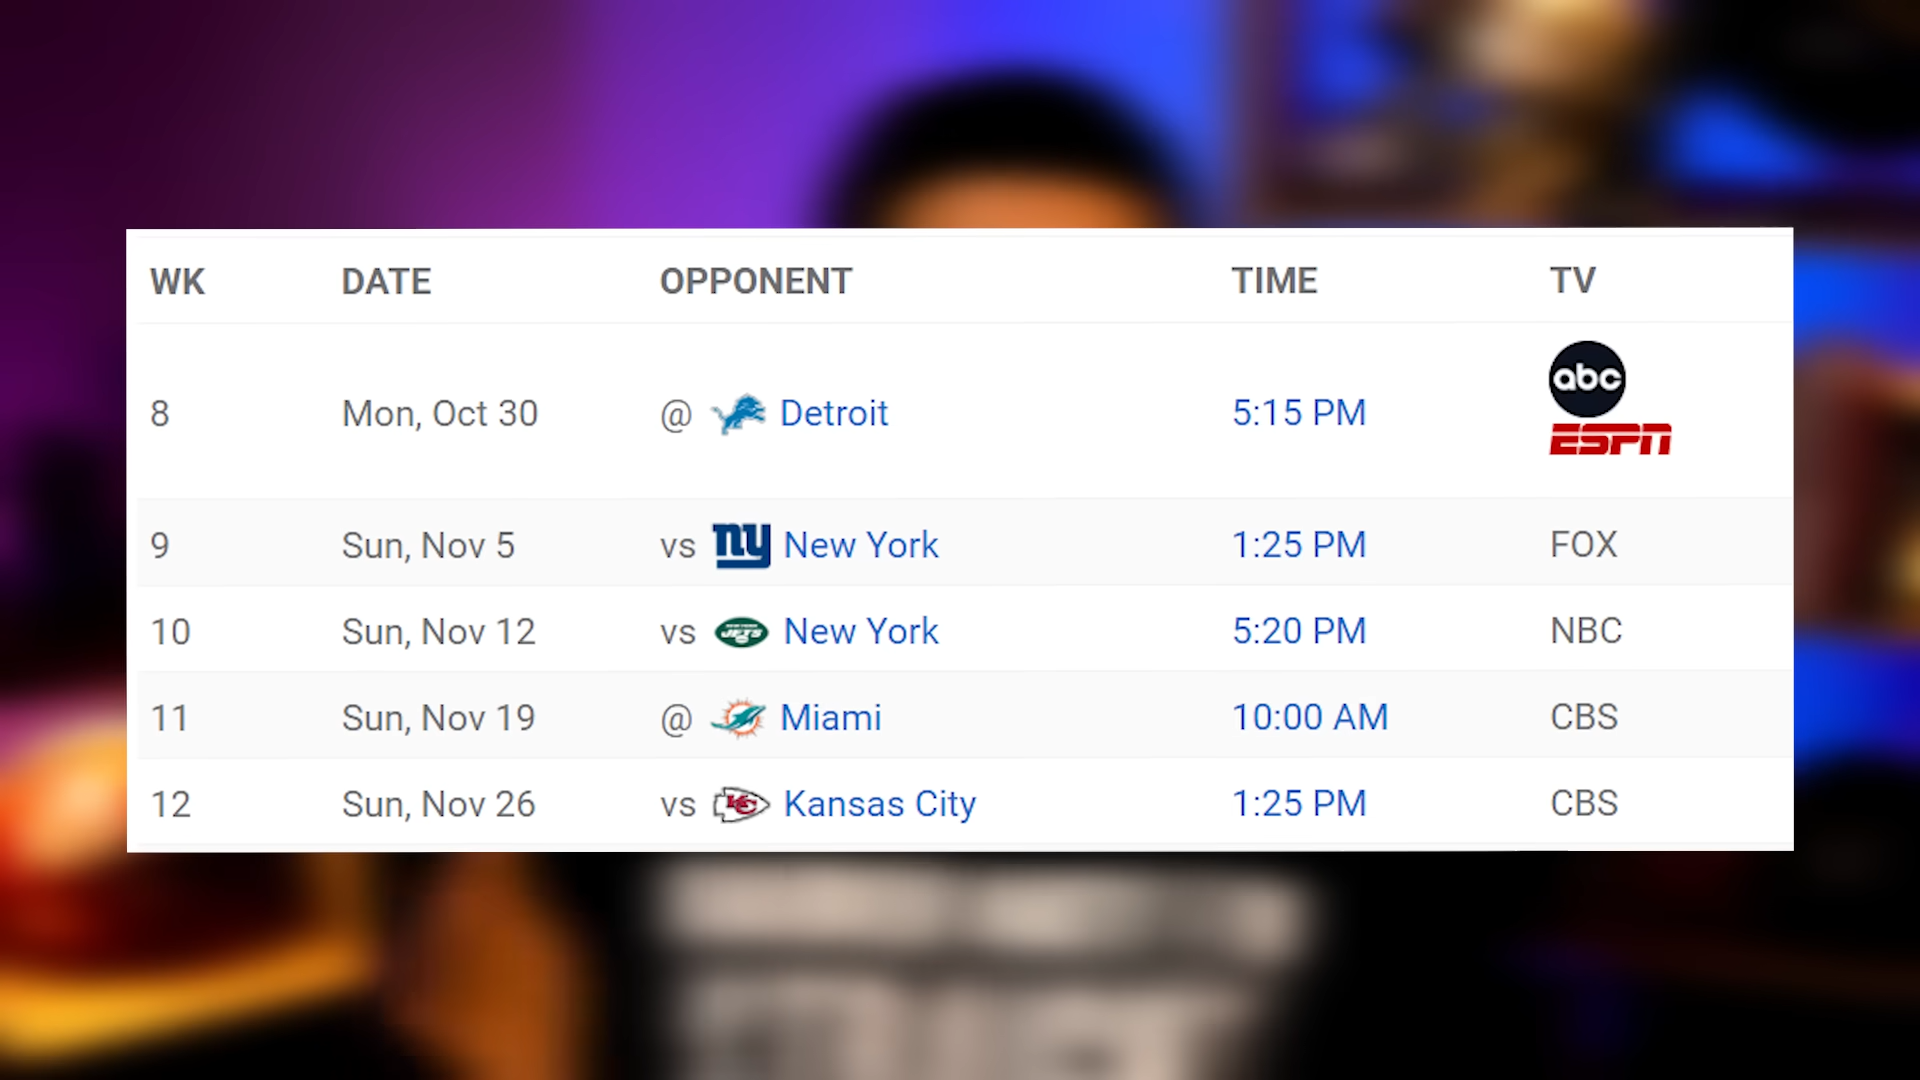 WK DATE OPPONENT TIME TV
8 Mon, Oct 30 @ Detroit 5:15 PM abc ESPN
9 Sun, Nov 5 vs ny New York 1:25 PM FOX
10 Sun, Nov 12 vs JETS New York 5:20 PM NBC
11 Sun, Nov 19 @ Miami 10:00 AM CBS
12 Sun, Nov 26 vs KC Kansas City 1:25 PM CBS